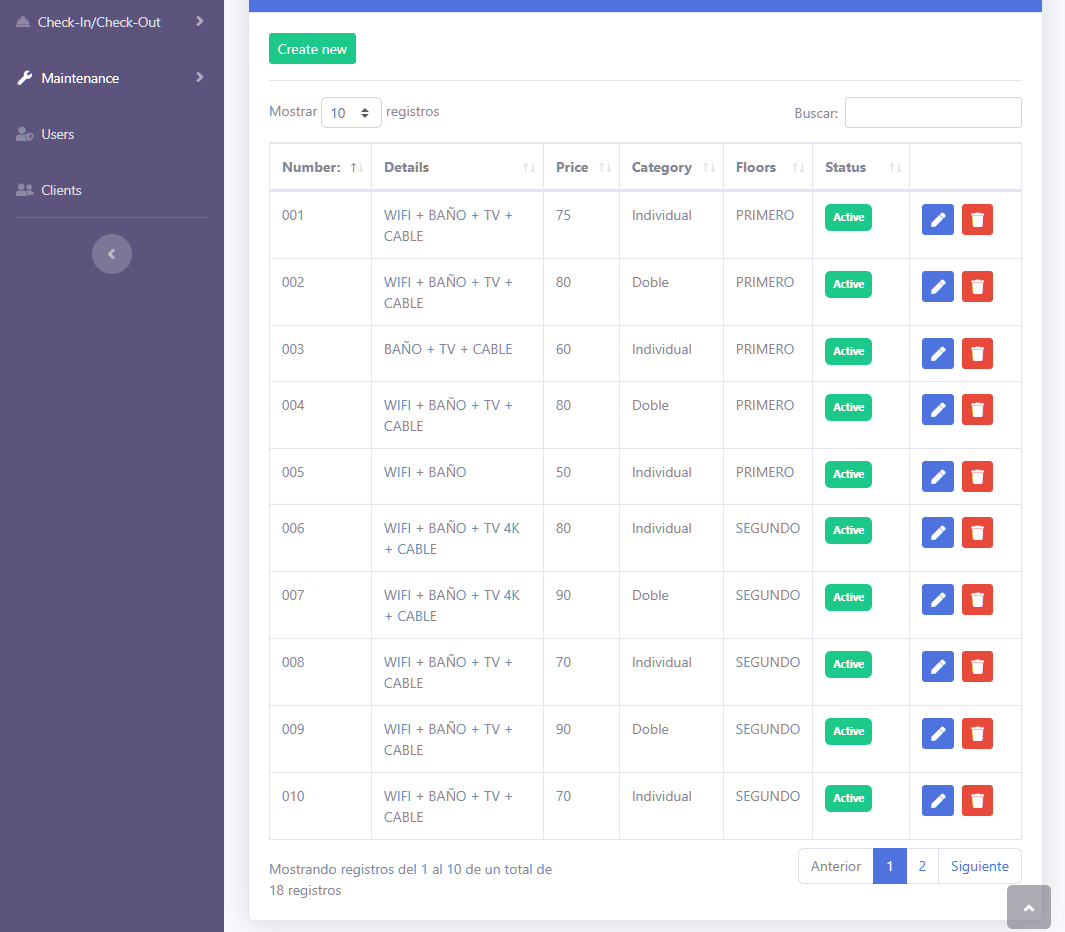 Check-In/Check-Out
Maintenance
Users
Clients
Create new
Mostrar 10 registros
Buscar:
Number: Details Price Category Floors Status
001 WIFI + BAÑO + TV + 75 Individual PRIMERO Active
CABLE
002 WIFI + BAÑO + TV + 80 Doble PRIMERO Active
CABLE
003 BAÑO + TV + CABLE 60 Individual PRIMERO Active
004 WIFI + BAÑO + TV + 80 Doble PRIMERO Active
CABLE
005 WIFI + BAÑO 50 Individual PRIMERO Active
006 WIFI + BAÑO + TV 4K 80 Individual SEGUNDO Active
+ CABLE
007 WIFI + BAÑO + TV 4K 90 Doble SEGUNDO Active
+ CABLE
008 WIFI + BAÑO + TV + 70 Individual SEGUNDO Active
CABLE
009 WIFI + BAÑO + TV + 90 Doble SEGUNDO Active
CABLE
010 WIFI + BAÑO + TV + 70 Individual SEGUNDO Active
CABLE
Mostrando registros del 1 al 10 de un total de
18 registros
Anterior 1 2 Siguiente